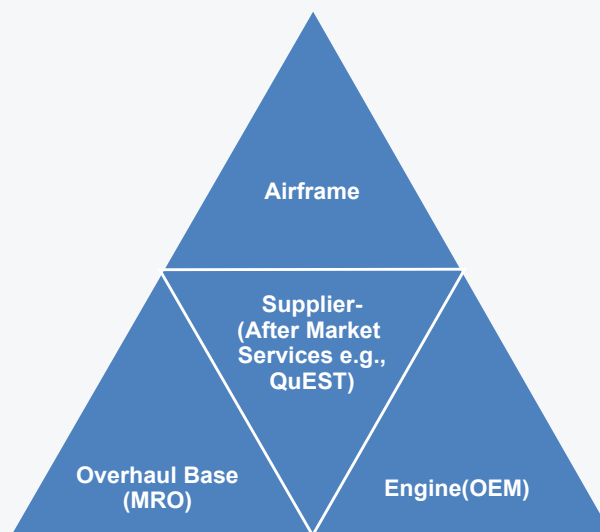 Airframe
Supplier-
(After Market
Services e.g.,
QuEST)
Overhaul Base
(MRO)
Engine(OEM)